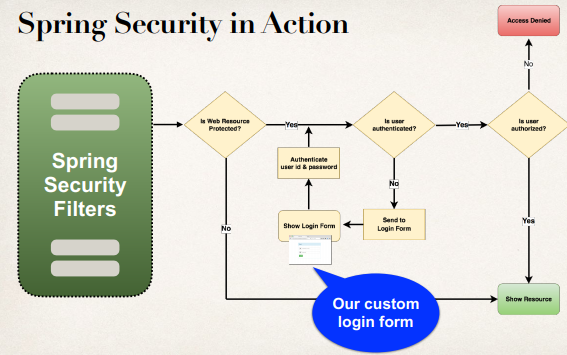 Spring Security in Action
Access Denied
No
Is Web Resource
Protected?
Yes
Is user
authenticated?
Yes
Is user
authorized?
Spring
Security
Filters
Authenticate
user id & password
No
Yes
No
Show Login Form
Send to
Login Form
Our custom
login form
Show Resource